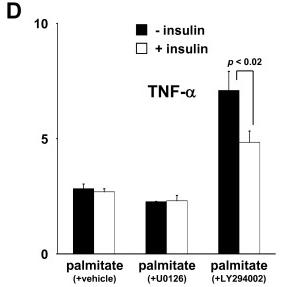 D
10
- insulin
+ insulin
p < 0.02
TNF-α
5
0
palmitate palmitate palmitate
(+vehicle) (+U0126) (+LY294002)